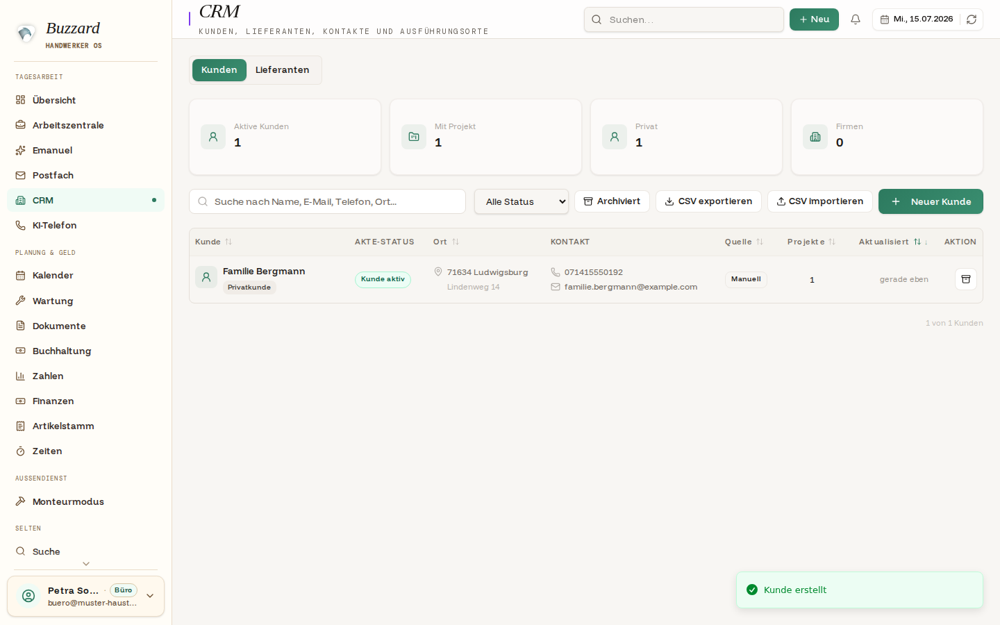 Buzzard
HANDWERKER OS
TAGESARBEIT
Übersicht
Arbeitszentrale
Emanuel
Postfach
CRM
KI-Telefon
PLANUNG & GELD
Kalender
Wartung
Dokumente
Buchhaltung
Zahlen
Finanzen
Artikelstamm
Zeiten
AUSSENDIENST
Monteurmodus
SELTEN
Suche
Petra So... · Büro
buero@muster-haust...
CRM
KUNDEN, LIEFERANTEN, KONTAKTE UND AUSFÜHRUNGSORTE
Suchen...
Neu
Mi., 15.07.2026
Kunden Lieferanten
Aktive Kunden
1
Mit Projekt
1
Privat
1
Firmen
0
Suche nach Name, E-Mail, Telefon, Ort...
Alle Status
Archiviert
CSV exportieren
CSV importieren
Neuer Kunde
Kunde AKTE-STATUS Ort KONTAKT Quelle Projekte Aktualisiert ↓ AKTION
Familie Bergmann
Privatkunde
Kunde aktiv
71634 Ludwigsburg
Lindenweg 14
071415550192
familie.bergmann@example.com
Manuell
1
gerade eben
1 von 1 Kunden
Kunde erstellt